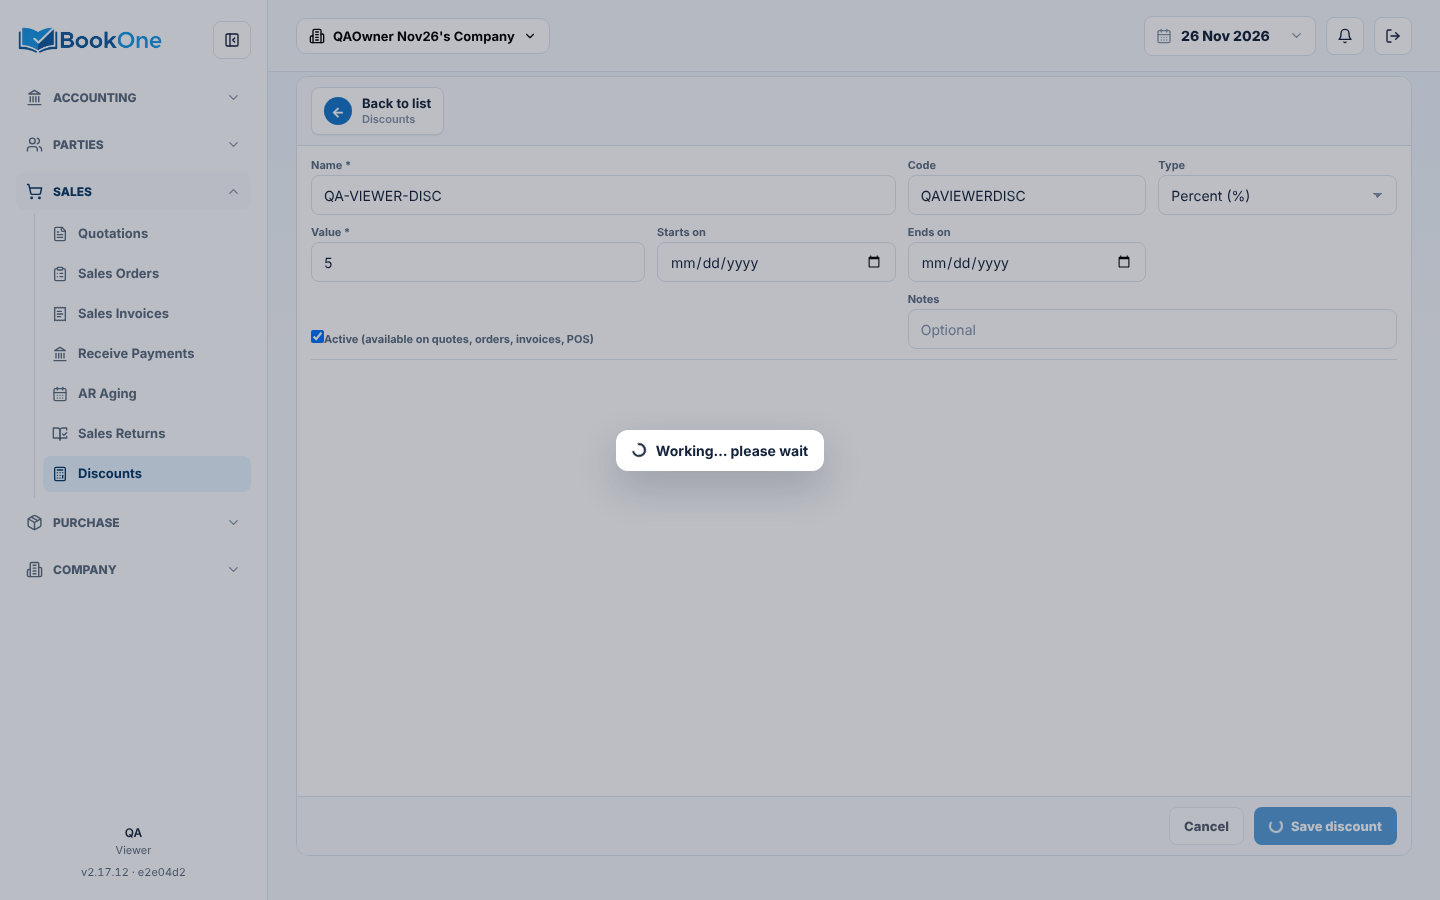 BookOne
QAOwner Nov26's Company
26 Nov 2026
ACCOUNTING
PARTIES
SALES
Quotations
Sales Orders
Sales Invoices
Receive Payments
AR Aging
Sales Returns
Discounts
PURCHASE
COMPANY
QA
Viewer
v2.17.12 · e2e04d2
Back to list
Discounts
Name *
Code
Type
QA-VIEWER-DISC
QAVIEWERDISC
Percent (%)
Value *
Starts on
Ends on
5
mm/dd/yyyy
mm/dd/yyyy
Notes
Active (available on quotes, orders, invoices, POS)
Optional
Working... please wait
Cancel
Save discount